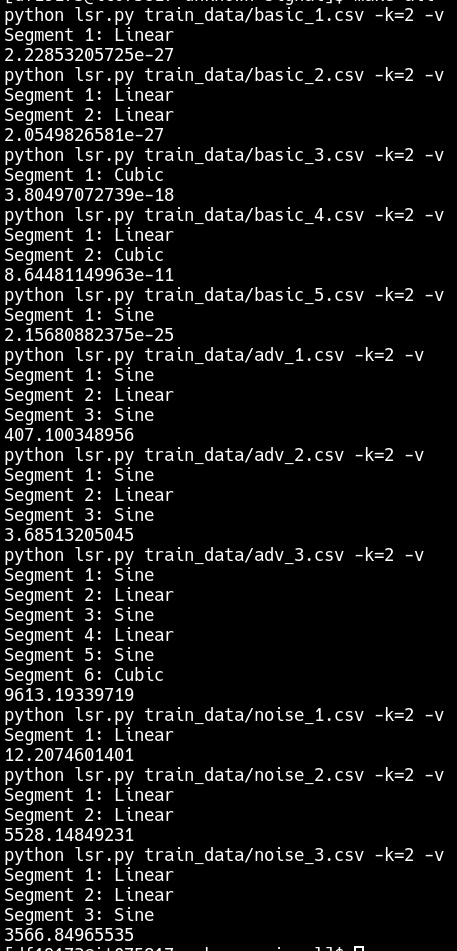 python lsr.py train_data/basic_1.csv -k=2 -v
Segment 1: Linear
2.22853205725e-27
python lsr.py train_data/basic_2.csv -k=2 -v
Segment 1: Linear
Segment 2: Linear
2.0549826581e-27
python lsr.py train_data/basic_3.csv -k=2 -v
Segment 1: Cubic
3.80497072739e-18
python lsr.py train_data/basic_4.csv -k=2 -v
Segment 1: Linear
Segment 2: Cubic
8.64481149963e-11
python lsr.py train_data/basic_5.csv -k=2 -v
Segment 1: Sine
2.15680882375e-25
python lsr.py train_data/adv_1.csv -k=2 -v
Segment 1: Sine
Segment 2: Linear
Segment 3: Sine
407.100348956
python lsr.py train_data/adv_2.csv -k=2 -v
Segment 1: Sine
Segment 2: Linear
Segment 3: Sine
3.68513205045
python lsr.py train_data/adv_3.csv -k=2 -v
Segment 1: Sine
Segment 2: Linear
Segment 3: Sine
Segment 4: Linear
Segment 5: Sine
Segment 6: Cubic
9613.19339719
python lsr.py train_data/noise_1.csv -k=2 -v
Segment 1: Linear
12.2074601401
python lsr.py train_data/noise_2.csv -k=2 -v
Segment 1: Linear
Segment 2: Linear
5528.14849231
python lsr.py train_data/noise_3.csv -k=2 -v
Segment 1: Linear
Segment 2: Linear
Segment 3: Sine
3566.84965535